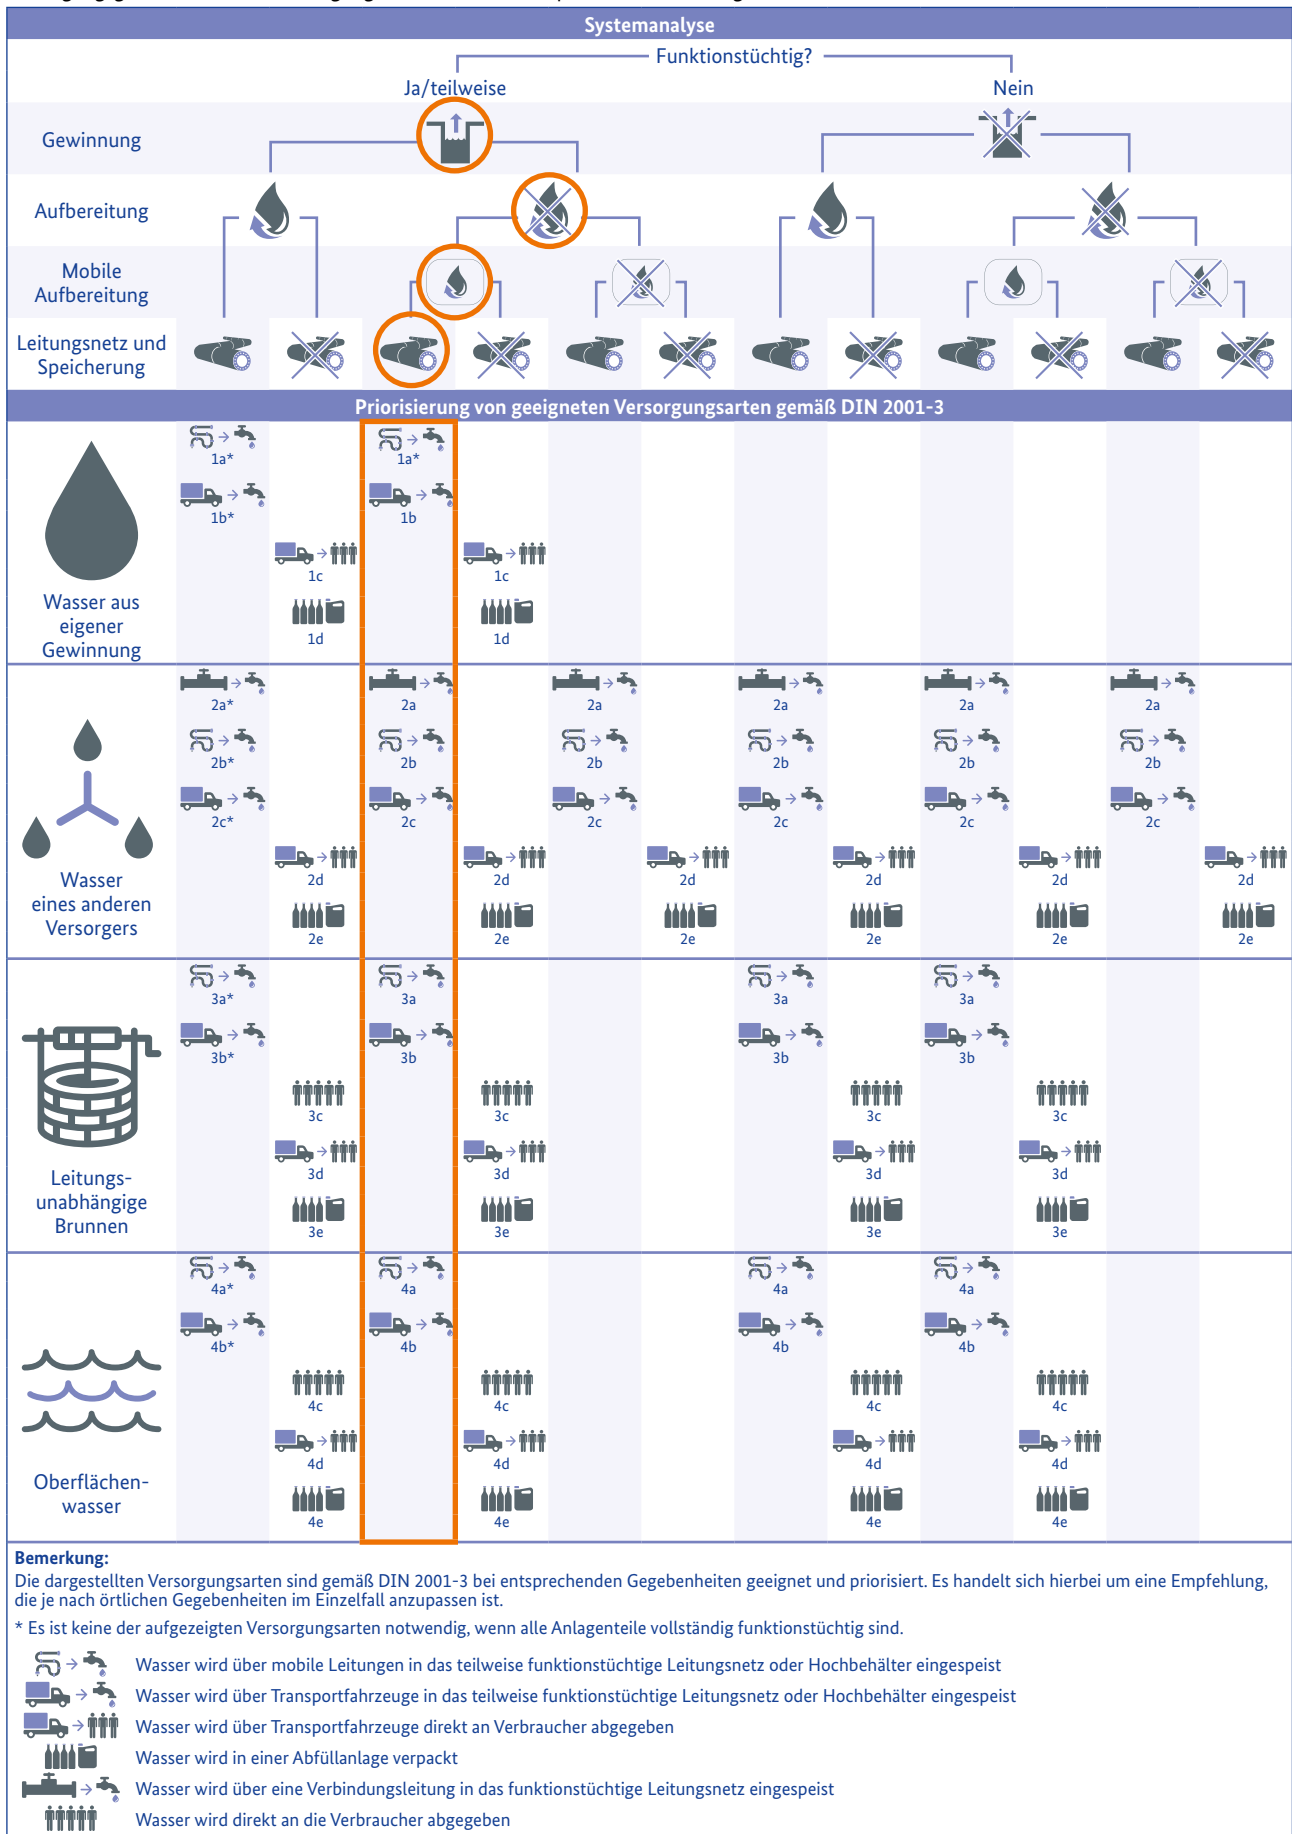 Systemanalyse
Funktionstüchtig?
Ja/teilweise
Nein
Gewinnung
Aufbereitung
Mobile
Aufbereitung
Leitungsnetz und
Speicherung
Priorisierung von geeigneten Versorgungsarten gemäß DIN 2001-3
1a* 1a*
1b* 1b
1c 1c
1d 1d
Wasser aus
eigener
Gewinnung
2a* 2a 2a 2a 2a 2a
2b* 2b 2b 2b 2b 2b
2c* 2c 2c 2c 2c 2c
2d 2d 2d 2d 2d 2d
2e 2e 2e 2e 2e 2e
Wasser
eines anderen
Versorgers
3a* 3a 3a 3a
3b* 3b 3b 3b
3c 3c 3c 3c
3d 3d 3d 3d
3e 3e 3e 3e
Leitungs-
unabhängige
Brunnen
4a* 4a 4a 4a
4b* 4b 4b 4b
4c 4c 4c 4c
4d 4d 4d 4d
4e 4e 4e 4e
Oberflächen-
wasser
Bemerkung:
Die dargestellten Versorgungsarten sind gemäß DIN 2001-3 bei entsprechenden Gegebenheiten geeignet und priorisiert. Es handelt sich hierbei um eine Empfehlung,
die je nach örtlichen Gegebenheiten im Einzelfall anzupassen ist.
* Es ist keine der aufgezeigten Versorgungsarten notwendig, wenn alle Anlagenteile vollständig funktionstüchtig sind.
Wasser wird über mobile Leitungen in das teilweise funktionstüchtige Leitungsnetz oder Hochbehälter eingespeist
Wasser wird über Transportfahrzeuge in das teilweise funktionstüchtige Leitungsnetz oder Hochbehälter eingespeist
Wasser wird über Transportfahrzeuge direkt an Verbraucher abgegeben
Wasser wird in einer Abfüllanlage verpackt
Wasser wird über eine Verbindungsleitung in das funktionstüchtige Leitungsnetz eingespeist
Wasser wird direkt an die Verbraucher abgegeben